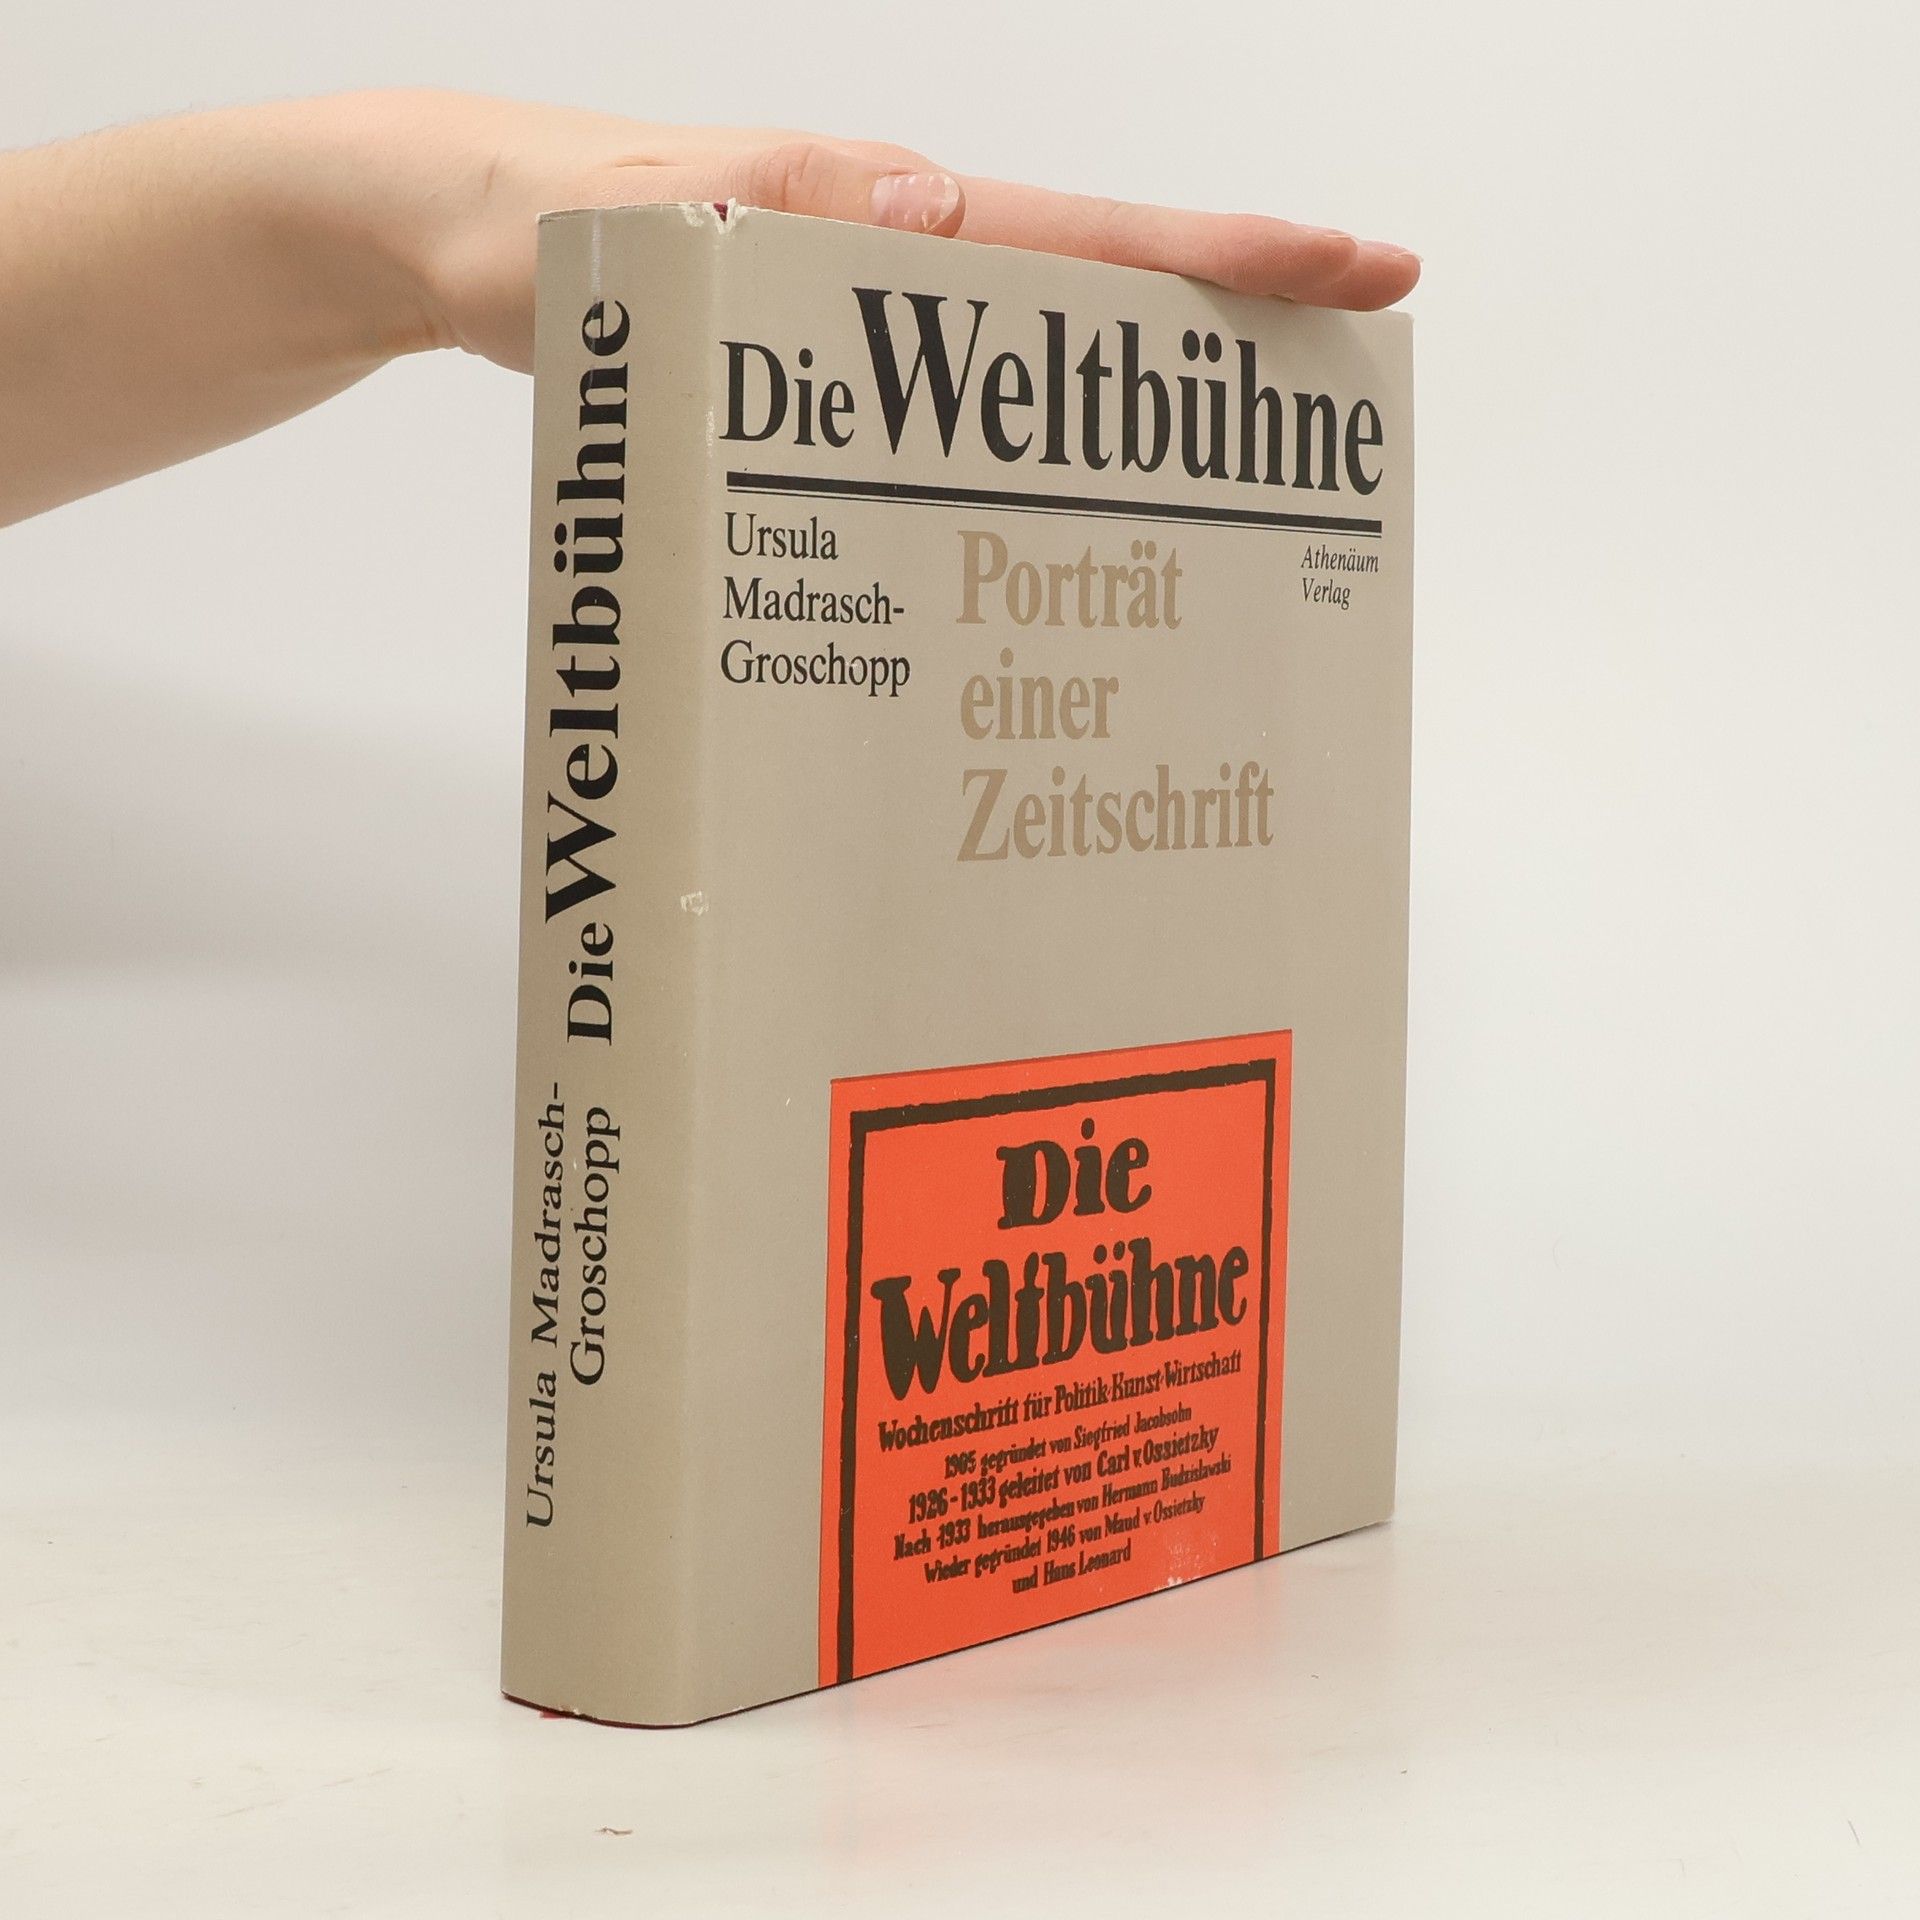 Die Weltbühne
Ursula
Madrasch-
Groschopp
Porträt
einer
Zeitschrift
Athenäum
Verlag
Die
Weltbühne
Wochenschrift für Politik·Kunst·Wirtschaft
1905 gegründet von Siegfried Jacobsohn
1926-1933 geleitet von Carl v. Ossietzky
Nach 1933 herausgegeben von Hermann Budzislawski
Wieder gegründet 1946 von Maud v. Ossietzky
und Hans Leonard
Ursula Madrasch-
Groschopp
Die Weltbühne